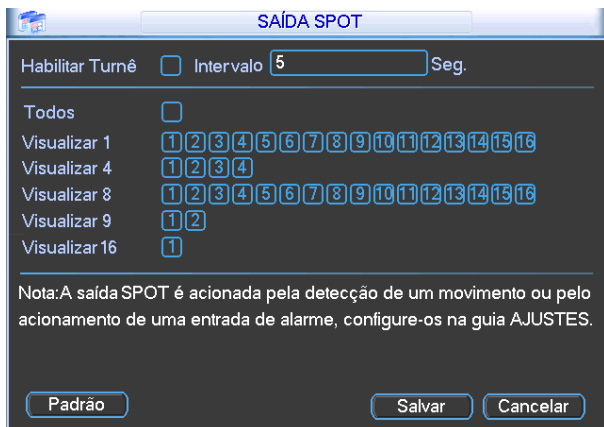 SAÍDA SPOT
Habilitar Turnê Intervalo 5 Seg.
Todos
Visualizar 1 1 2 3 4 5 6 7 8 9 10 11 12 13 14 15 16
Visualizar 4 1 2 3 4
Visualizar 8 1 2 3 4 5 6 7 8 9 10 11 12 13 14 15 16
Visualizar 9 1 2
Visualizar 16 1
Nota:A saída SPOT é acionada pela detecção de um movimento ou pelo
acionamento de uma entrada de alarme, configure-os na guia AJUSTES.
Padrão Salvar Cancelar